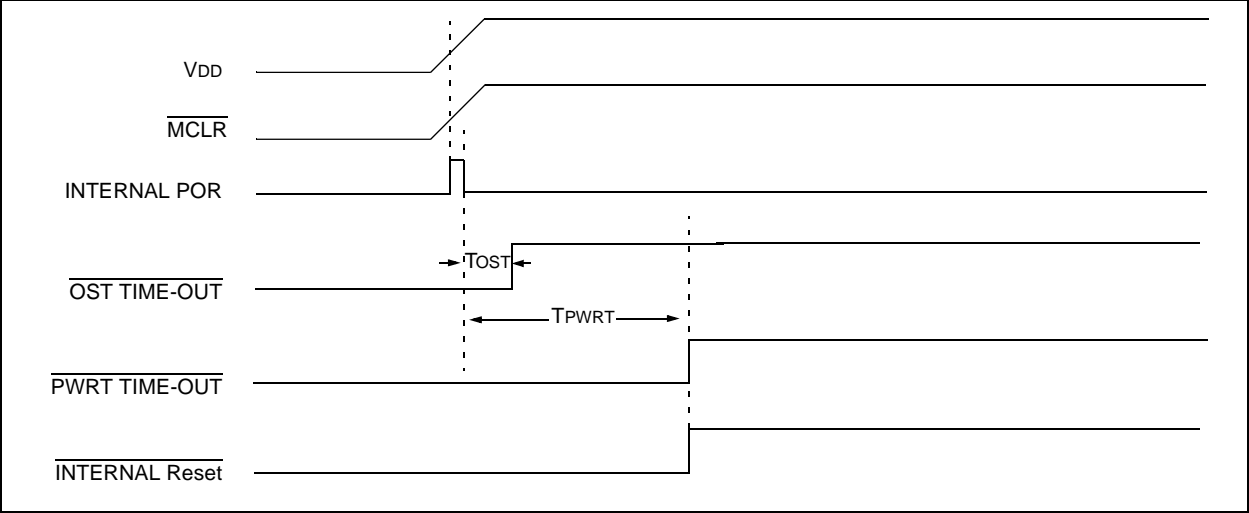 VDD
MCLR
INTERNAL POR
TOST
OST TIME-OUT
TPWRT
PWRT TIME-OUT
INTERNAL Reset